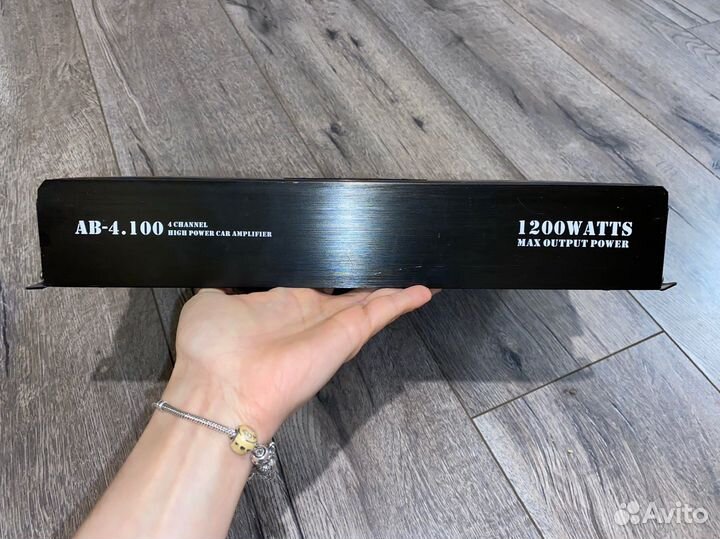 AB-4.100
4 CHANNEL
HIGH POWER CAR AMPLIFIER
1200WATTS
MAX OUTPUT POWER
Avito